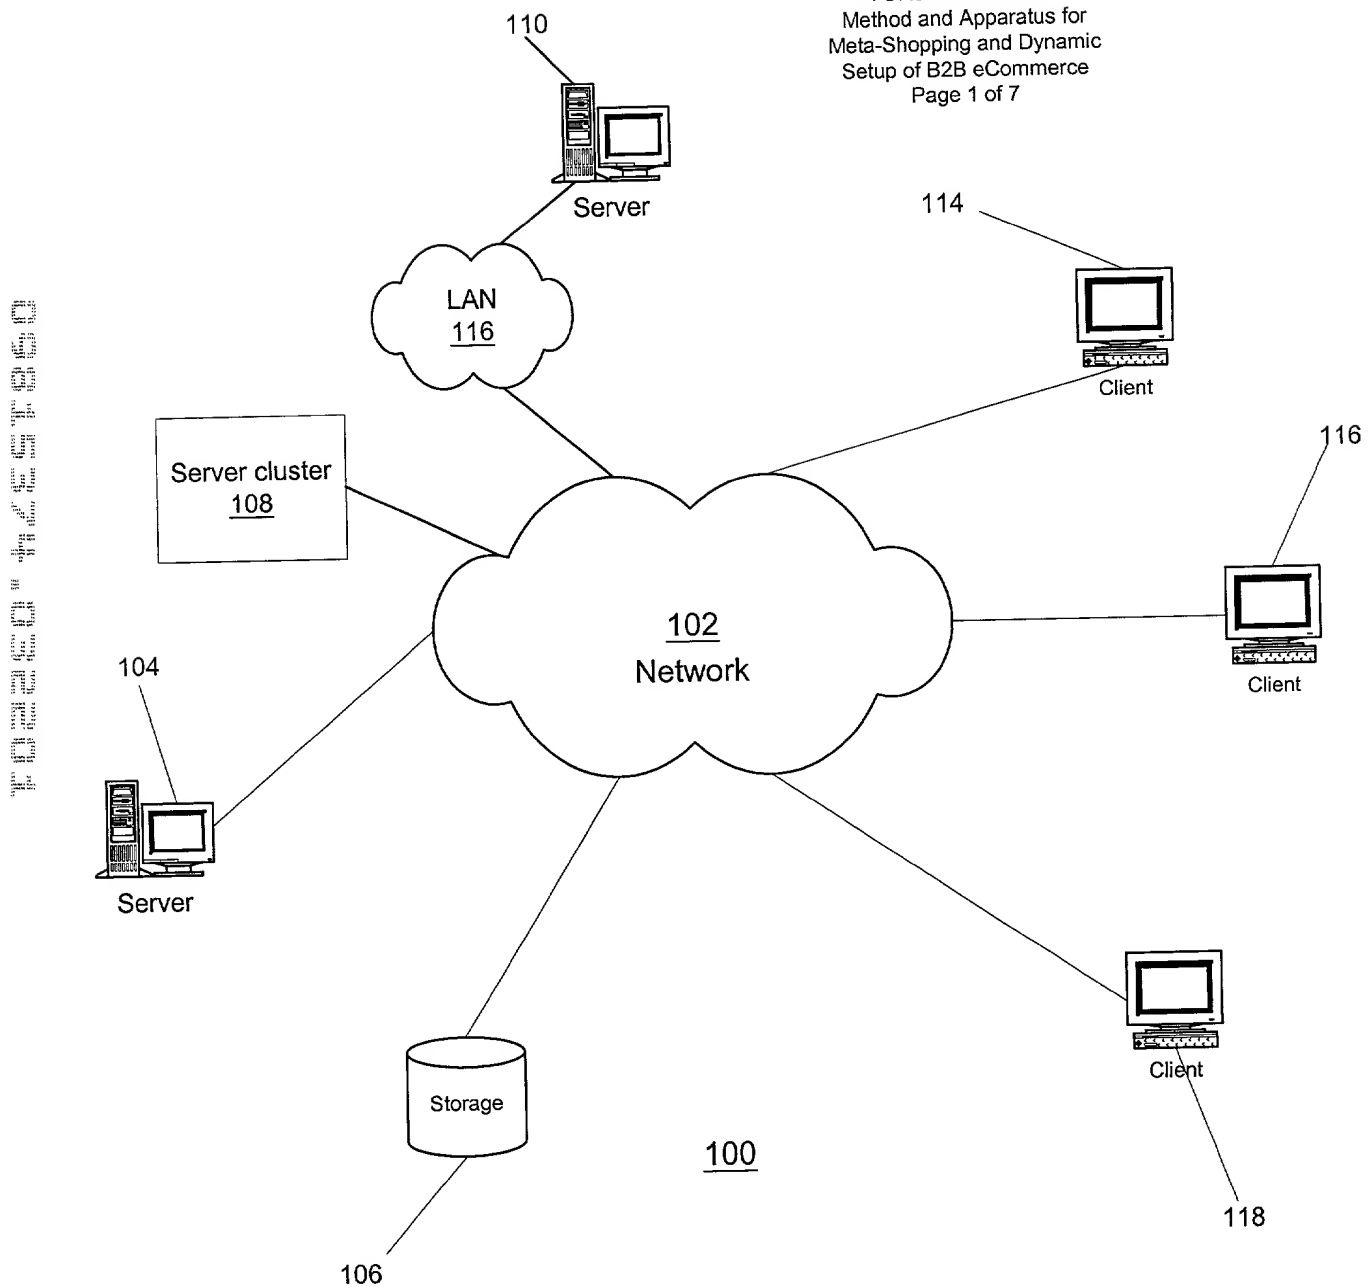 Method and Apparatus for
Meta-Shopping and Dynamic
Setup of B2B eCommerce
Page 1 of 7
110
Server
114
LAN
116
Client
116
Server cluster
108
Client
102
Network
104
Server
Client
Storage
100
118
106